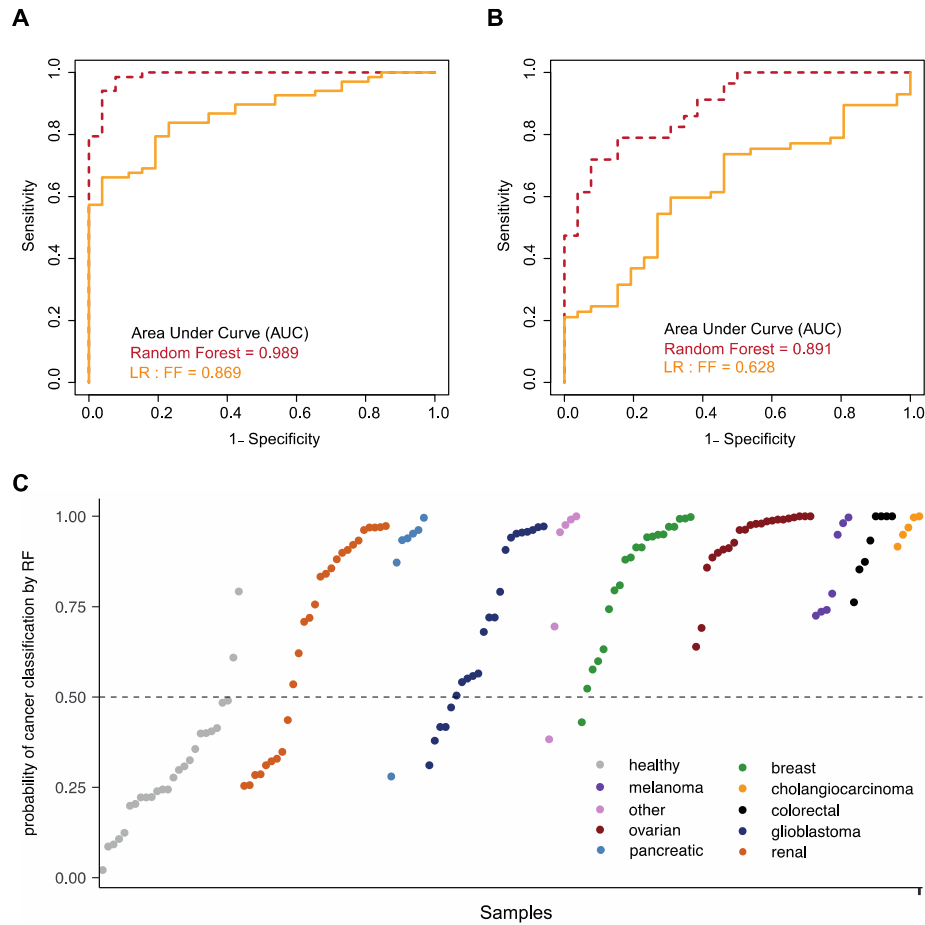 A
B
1.0
0.8
0.6
0.4
0.2
0.0
Sensitivity
Area Under Curve (AUC)
Random Forest = 0.989
LR : FF = 0.869
0.0 0.2 0.4 0.6 0.8 1.0
1– Specificity
1.0
0.8
0.6
0.4
0.2
0.0
Sensitivity
Area Under Curve (AUC)
Random Forest = 0.891
LR : FF = 0.628
0.0 0.2 0.4 0.6 0.8 1.0
1– Specificity
C
1.00
0.75
0.50
0.25
0.00
probability of cancer classification by RF
healthy
melanoma
other
ovarian
pancreatic
breast
cholangiocarcinoma
colorectal
glioblastoma
renal
Samples